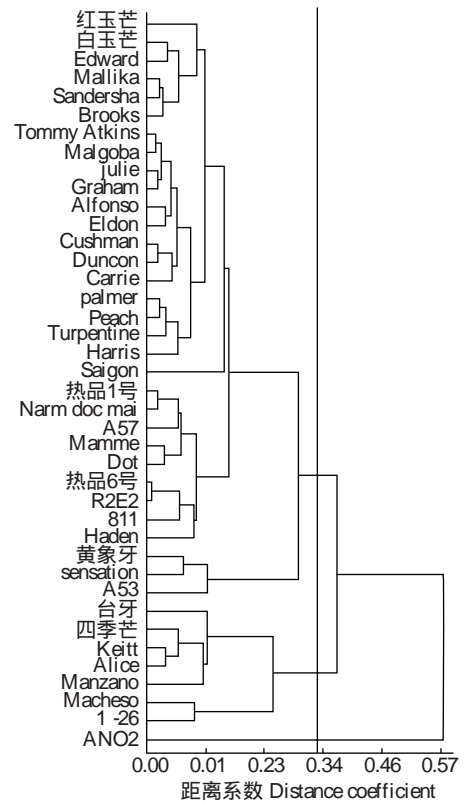 红玉芒
白玉芒
Edward
Mallika
Sandersha
Brooks
Tommy Atkins
Malgoba
julie
Graham
Alfonso
Eldon
Cushman
Duncon
Carrie
palmer
Peach
Turpentine
Harris
Saigon
热品1号
Narm doc mai
A57
Mamme
Dot
热品6号
R2E2
811
Haden
黄象牙
sensation
A53
台牙
四季芒
Keitt
Alice
Manzano
Macheso
1 -26
ANO2
0.00 0.01 0.23 0.34 0.46 0.57
距离系数 Distance coefficient